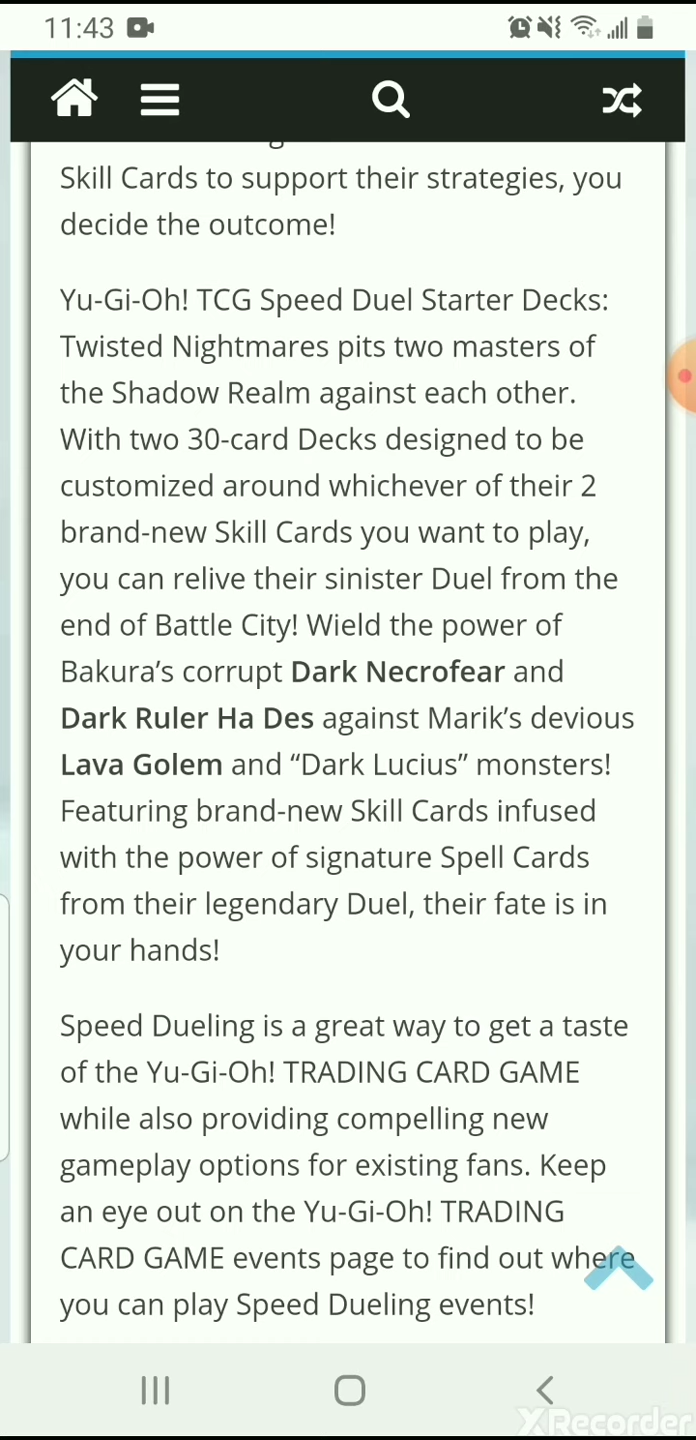 11:43
Skill Cards to support their strategies, you
decide the outcome!
Yu-Gi-Oh! TCG Speed Duel Starter Decks:
Twisted Nightmares pits two masters of
the Shadow Realm against each other.
With two 30-card Decks designed to be
customized around whichever of their 2
brand-new Skill Cards you want to play,
you can relive their sinister Duel from the
end of Battle City! Wield the power of
Bakura’s corrupt Dark Necrofear and
Dark Ruler Ha Des against Marik’s devious
Lava Golem and “Dark Lucius” monsters!
Featuring brand-new Skill Cards infused
with the power of signature Spell Cards
from their legendary Duel, their fate is in
your hands!
Speed Dueling is a great way to get a taste
of the Yu-Gi-Oh! TRADING CARD GAME
while also providing compelling new
gameplay options for existing fans. Keep
an eye out on the Yu-Gi-Oh! TRADING
CARD GAME events page to find out where
you can play Speed Dueling events!
XRecorder